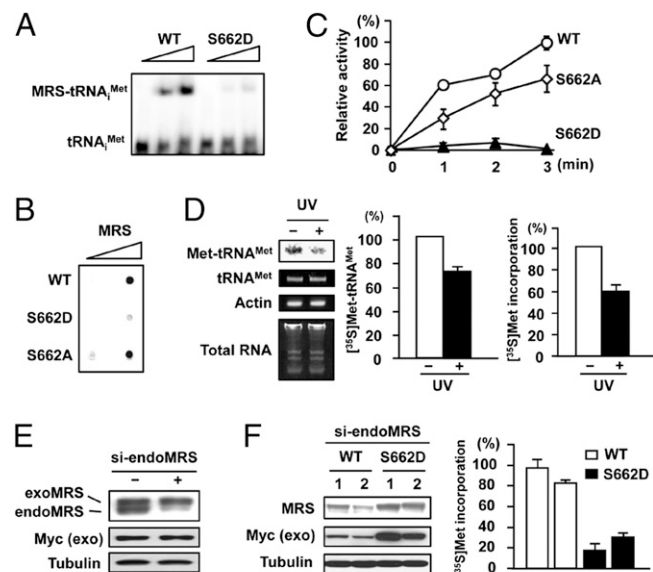 A
WT S662D
MRS-tRNAiMet
tRNAiMet
B
MRS
WT
S662D
S662A
C
Relative activity
(%)
100
80
60
40
20
0
0 1 2 3 (min)
WT
S662A
S662D
D
UV
− +
Met-tRNAMet
tRNAMet
Actin
Total RNA
[35S]Met-tRNAMet
(%)
100
80
60
40
20
0
− +
UV
[35S]Met incorporation
(%)
100
80
60
40
20
0
− +
UV
E
si-endoMRS
− +
exoMRS
endoMRS
Myc (exo)
Tubulin
F
si-endoMRS
WT S662D
1 2 1 2
MRS
Myc (exo)
Tubulin
[35S]Met incorporation
(%)
100
80
60
40
20
0
WT
S662D